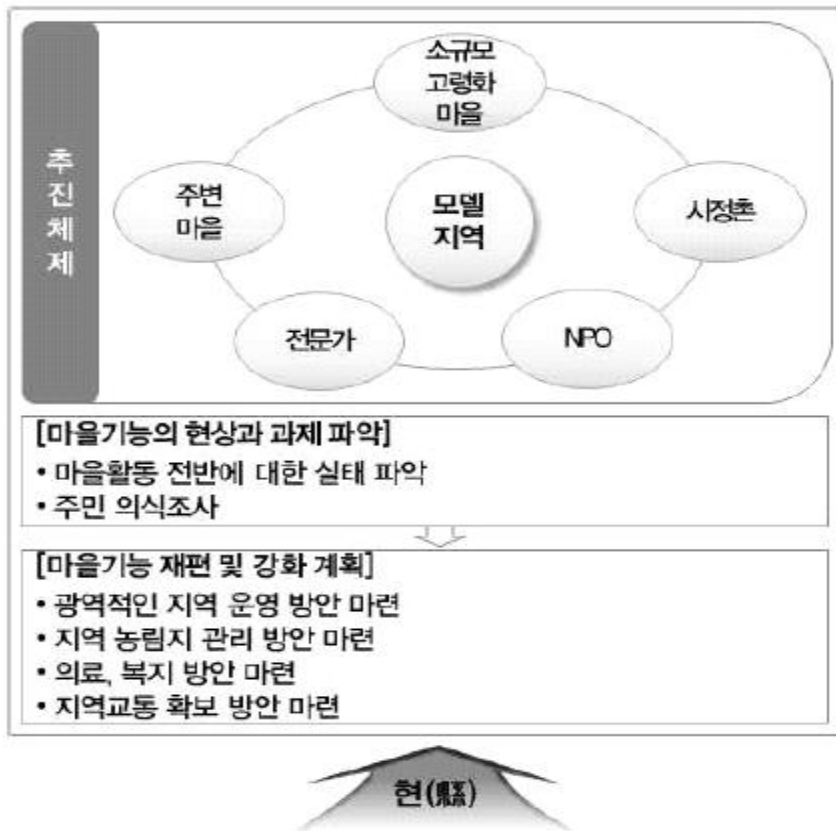 추진체제
소규모
고령화
마을
주변
마을
모델
지역
시정촌
전문가
NPO
[마을기능의 현상과 과제 파악]
• 마을활동 전반에 대한 실태 파악
• 주민 의식조사
[마을기능 재편 및 강화 계획]
• 광역적인 지역 운영 방안 마련
• 지역 농림지 관리 방안 마련
• 의료, 복지 방안 마련
• 지역교통 확보 방안 마련
현(縣)